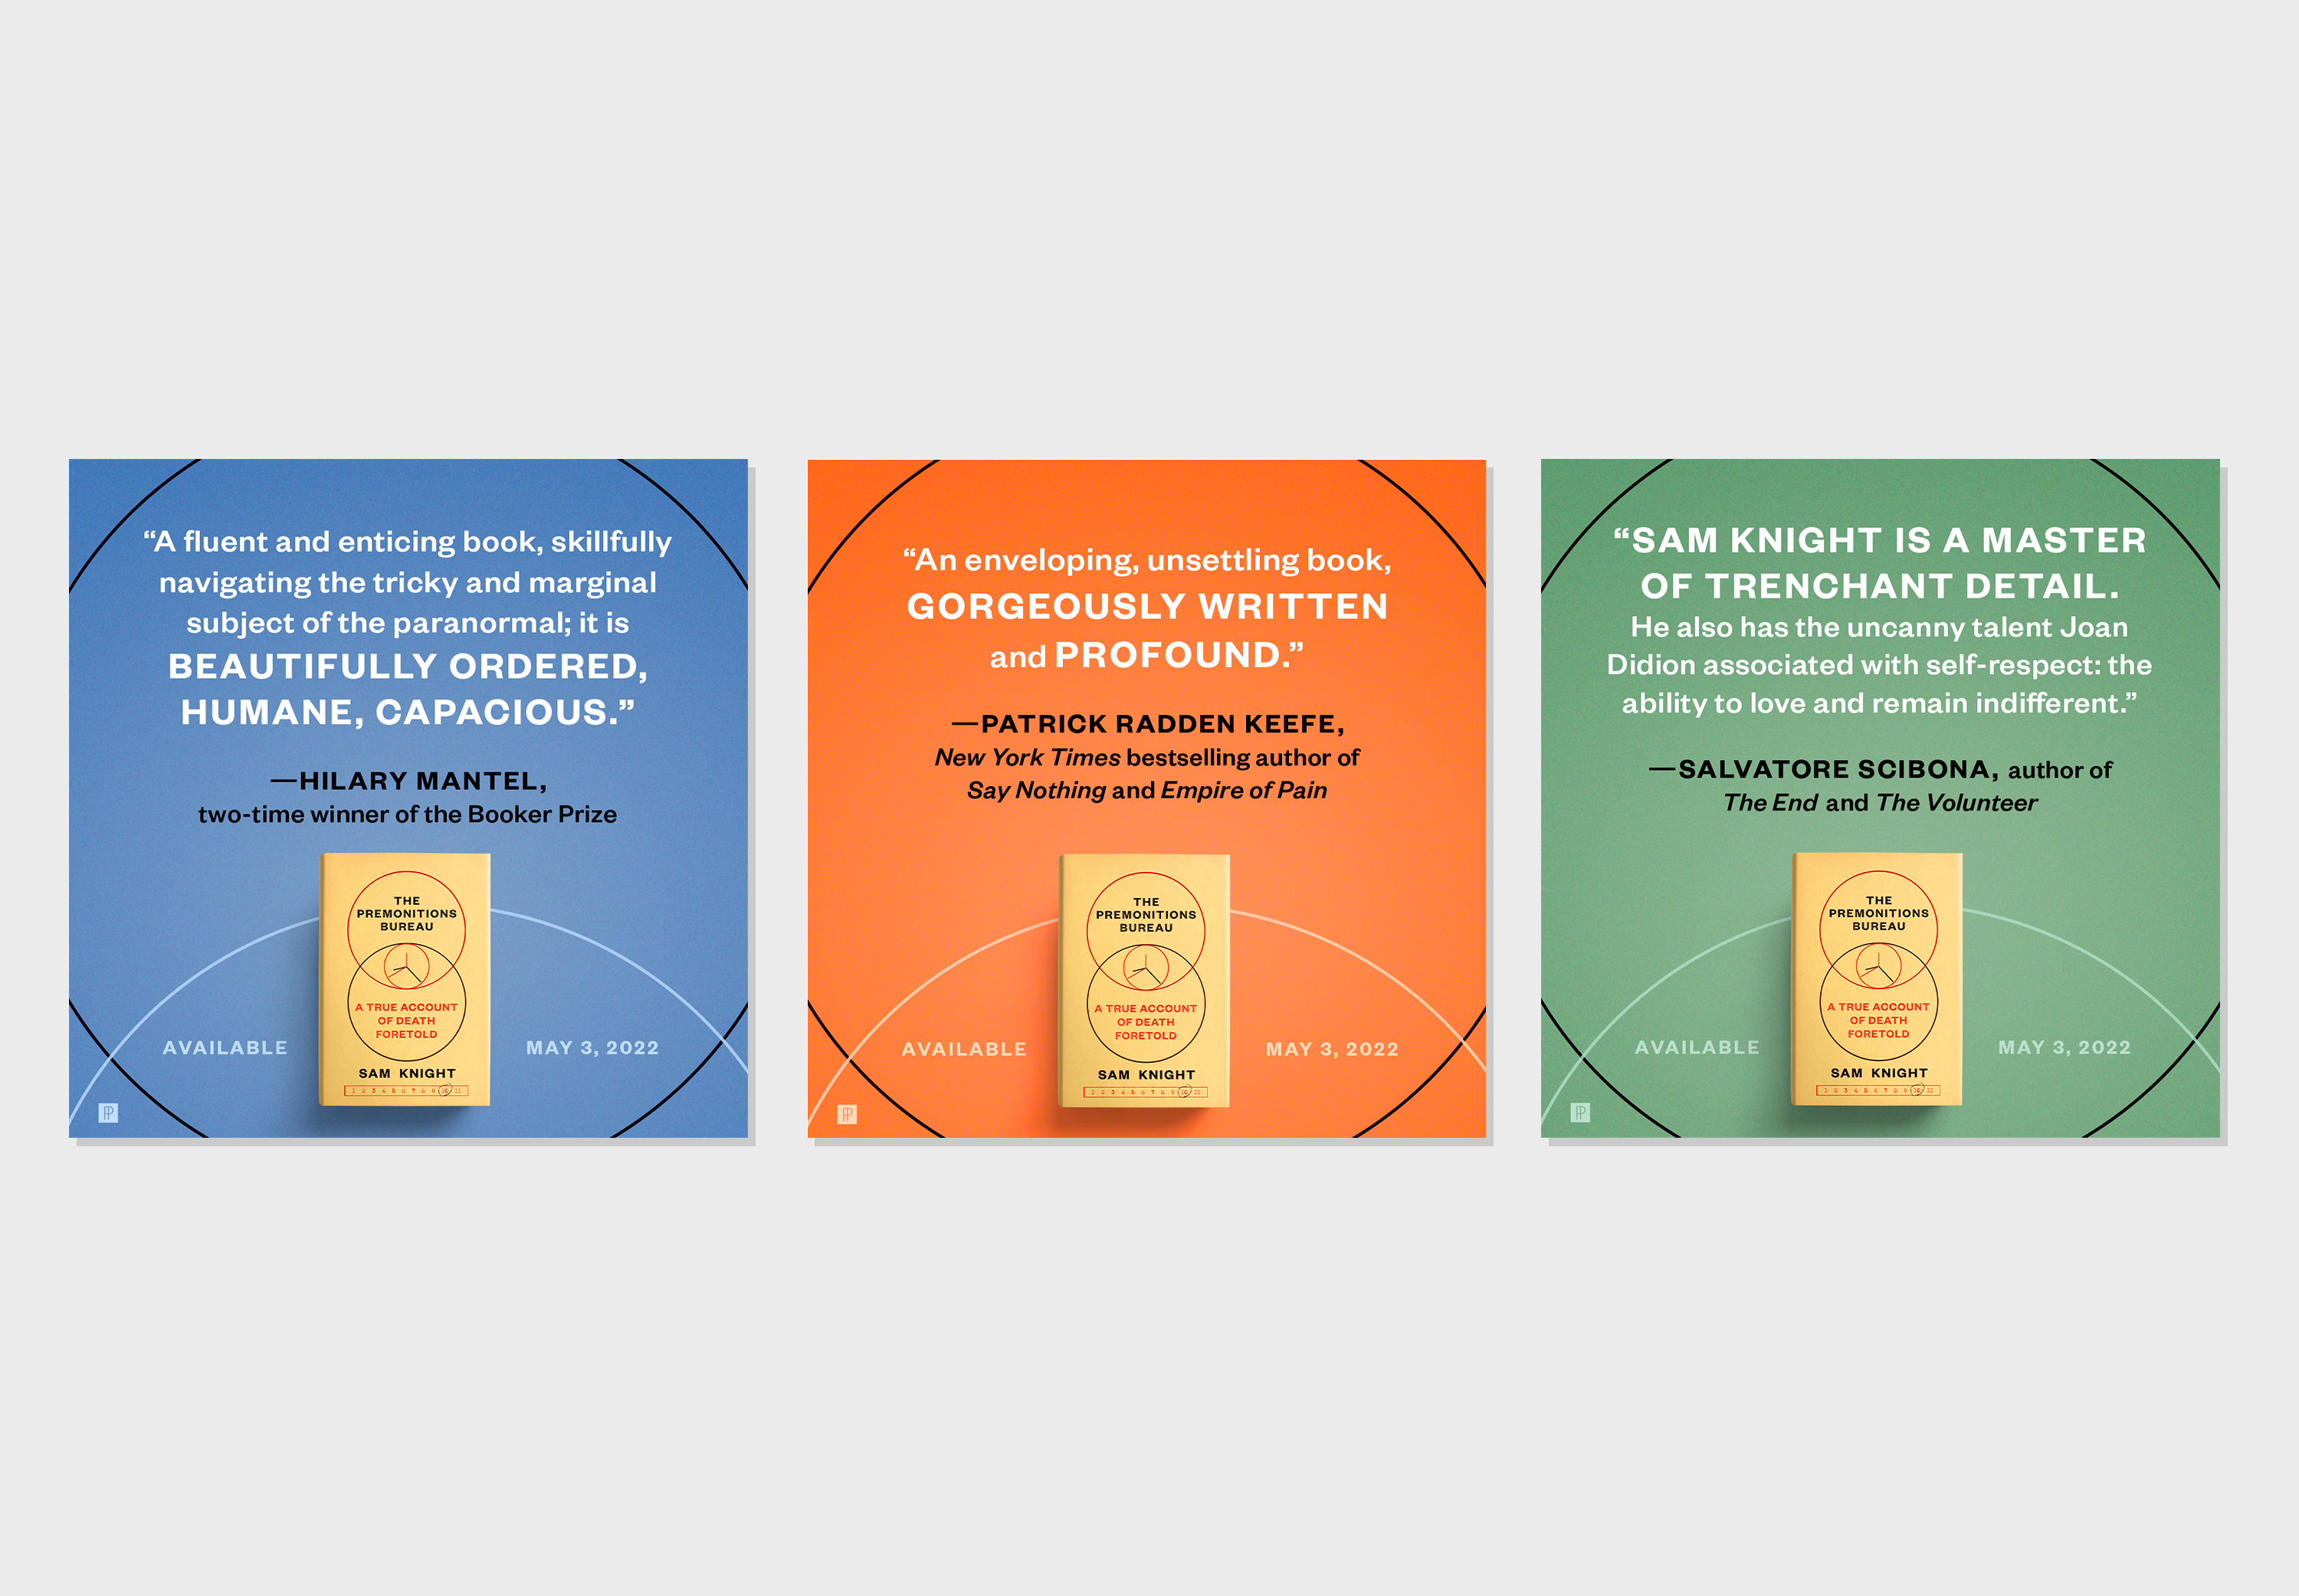 “A fluent and enticing book, skillfully
navigating the tricky and marginal
subject of the paranormal; it is
BEAUTIFULLY ORDERED,
HUMANE, CAPACIOUS.”
—HILARY MANTEL,
two-time winner of the Booker Prize
THE
PREMONITIONS
BUREAU
A TRUE ACCOUNT
OF DEATH
FORETOLD
SAM KNIGHT
1 2 3 4 5 6 7 8 9 10 11
AVAILABLE
MAY 3, 2022
“An enveloping, unsettling book,
GORGEOUSLY WRITTEN
and PROFOUND.”
—PATRICK RADDEN KEEFE,
New York Times bestselling author of
Say Nothing and Empire of Pain
THE
PREMONITIONS
BUREAU
A TRUE ACCOUNT
OF DEATH
FORETOLD
SAM KNIGHT
1 2 3 4 5 6 7 8 9 10 11
AVAILABLE
MAY 3, 2022
“SAM KNIGHT IS A MASTER
OF TRENCHANT DETAIL.
He also has the uncanny talent Joan
Didion associated with self-respect: the
ability to love and remain indifferent.”
—SALVATORE SCIBONA, author of
The End and The Volunteer
THE
PREMONITIONS
BUREAU
A TRUE ACCOUNT
OF DEATH
FORETOLD
SAM KNIGHT
1 2 3 4 5 6 7 8 9 10 11
AVAILABLE
MAY 3, 2022